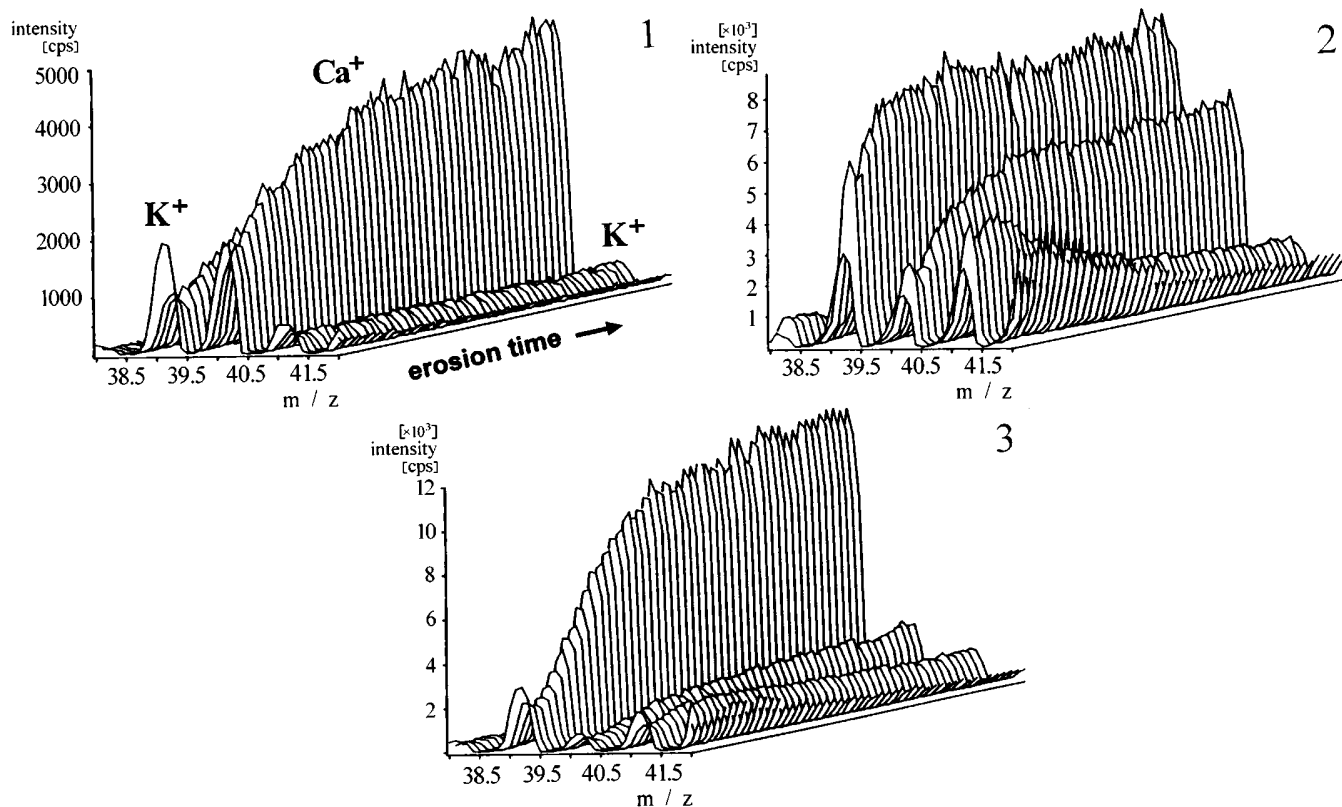 intensity
[cps]
5000
4000
3000
2000
1000
K⁺
Ca⁺
K⁺
1
erosion time →
38.5 39.5 40.5 41.5
m / z
[×10³]
intensity
[cps]
8
7
6
5
4
3
2
1
2
38.5 39.5 40.5 41.5
m / z
[×10³]
intensity
[cps]
12
10
8
6
4
2
3
38.5 39.5 40.5 41.5
m / z